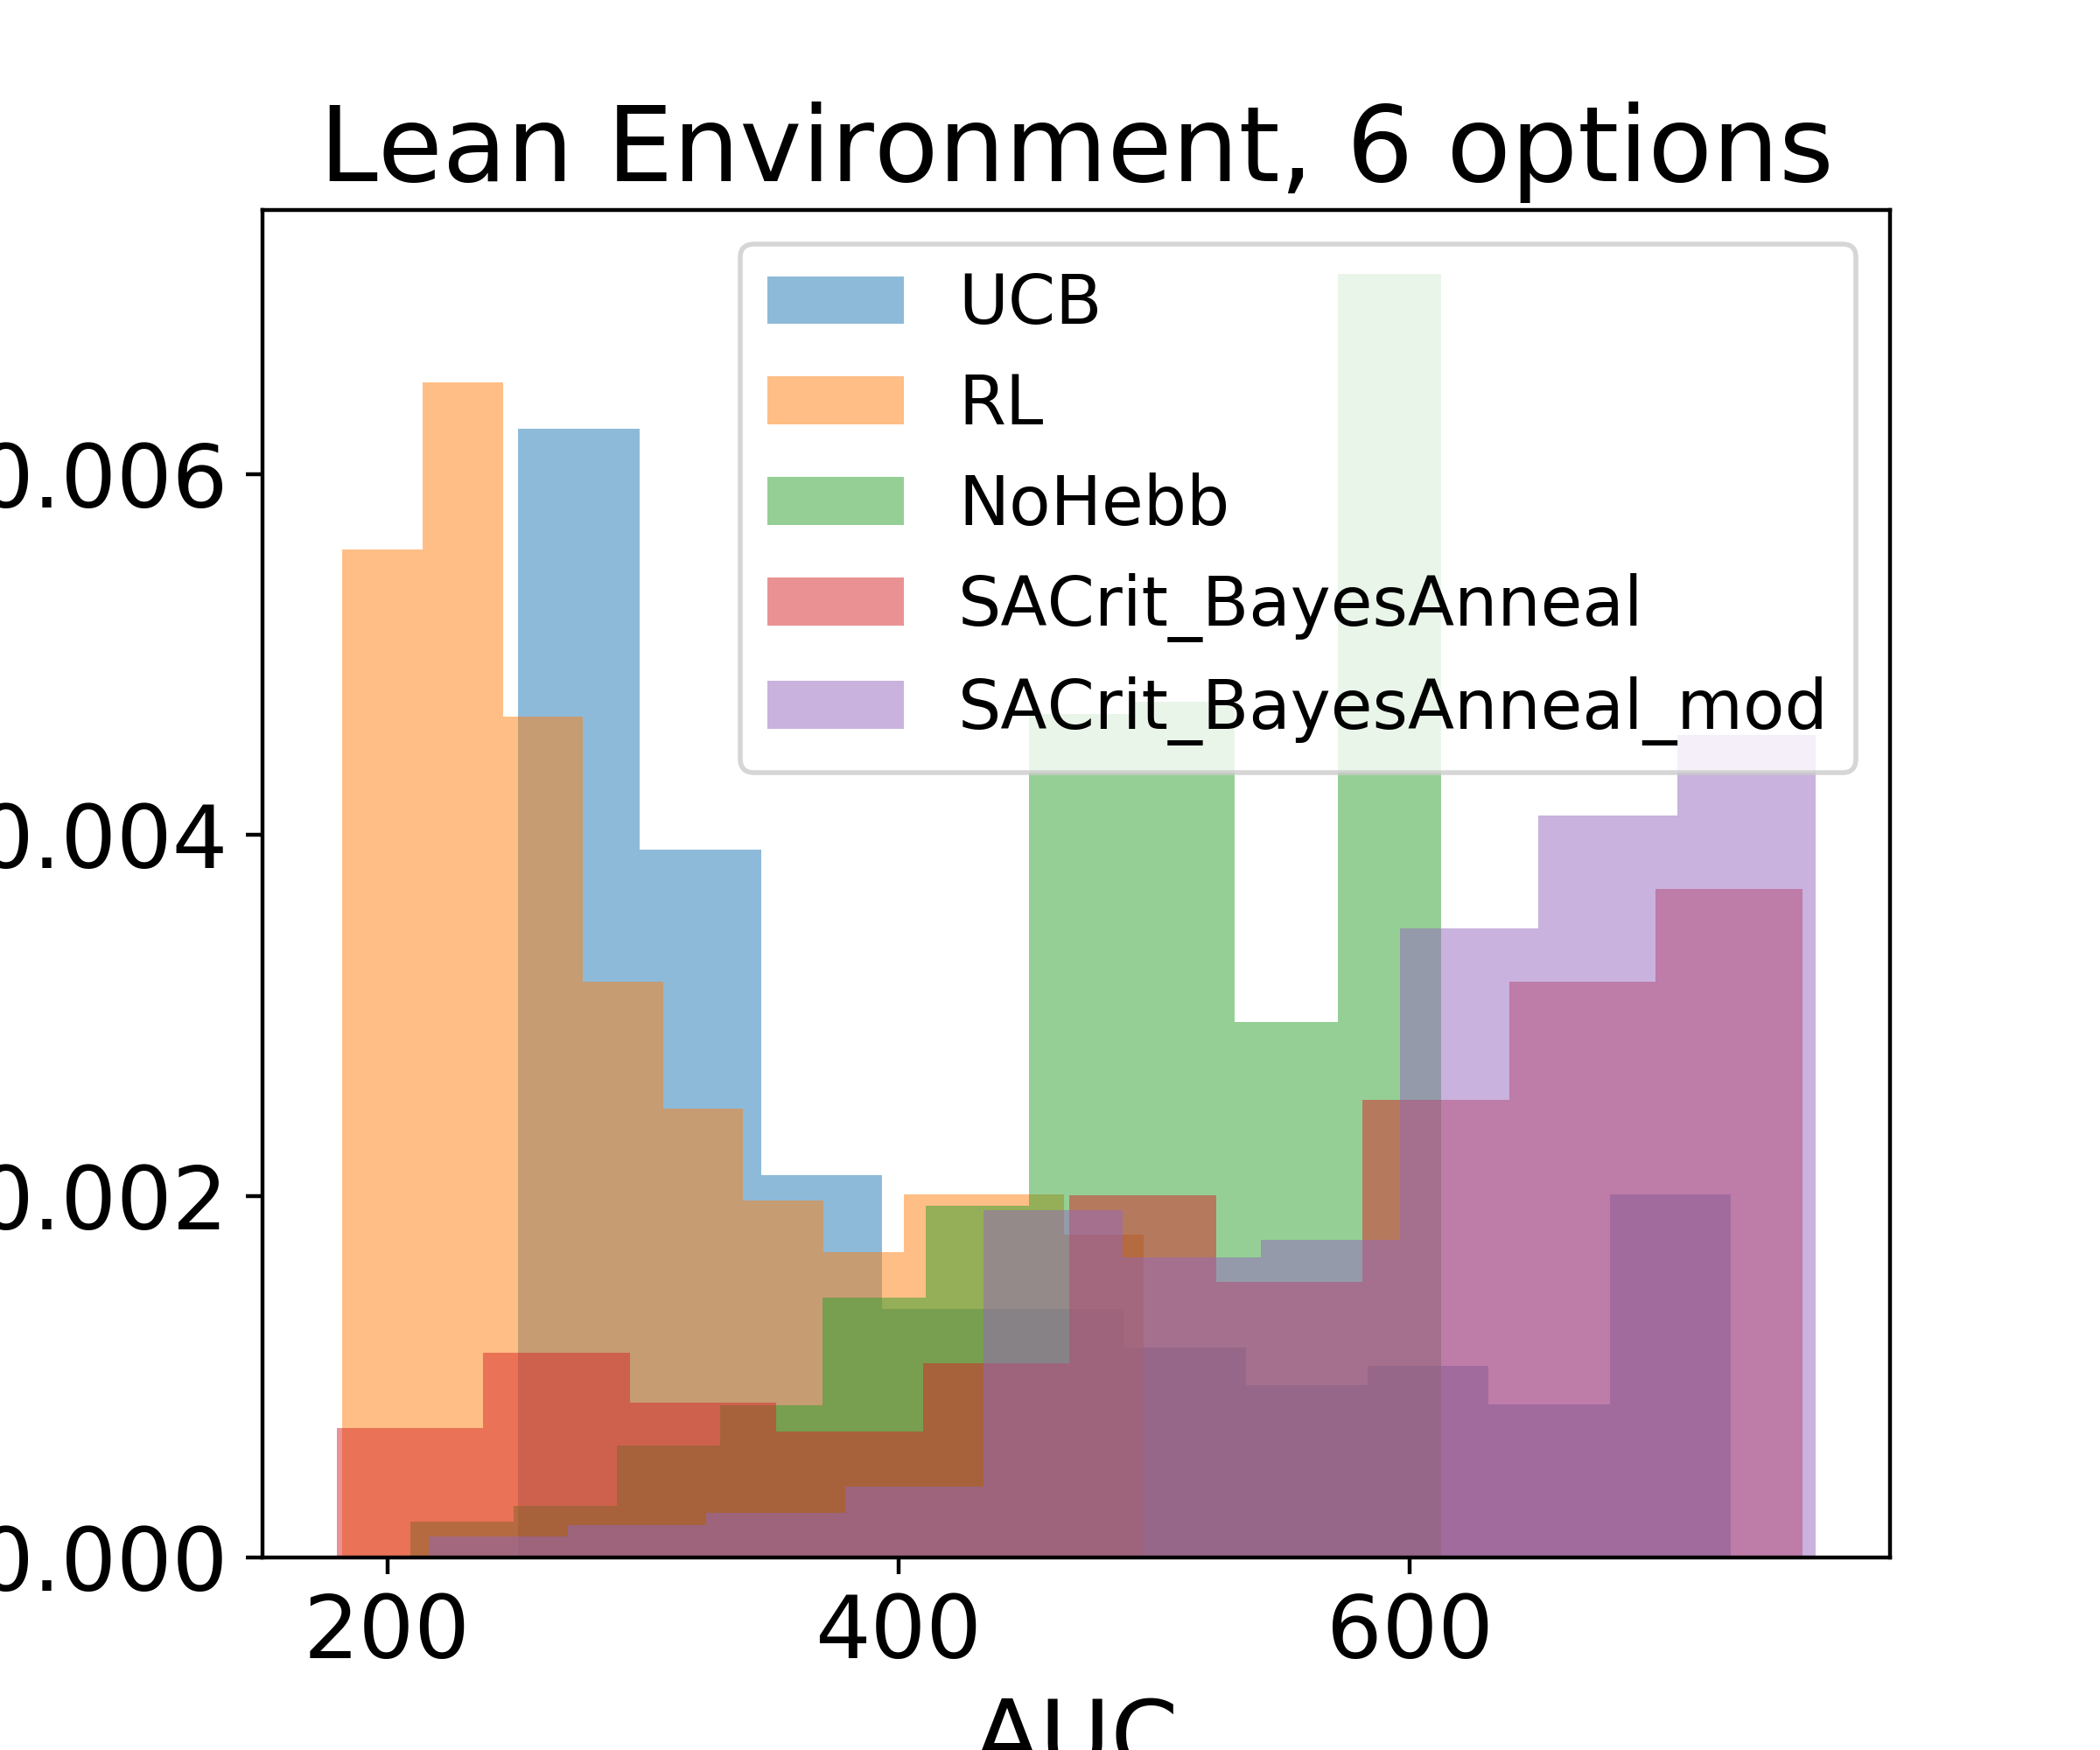 Lean Environment, 6 options
UCB
RL
NoHebb
SACrit_BayesAnneal
SACrit_BayesAnneal_mod
0.006
0.004
0.002
0.000
200 400 600
AUC